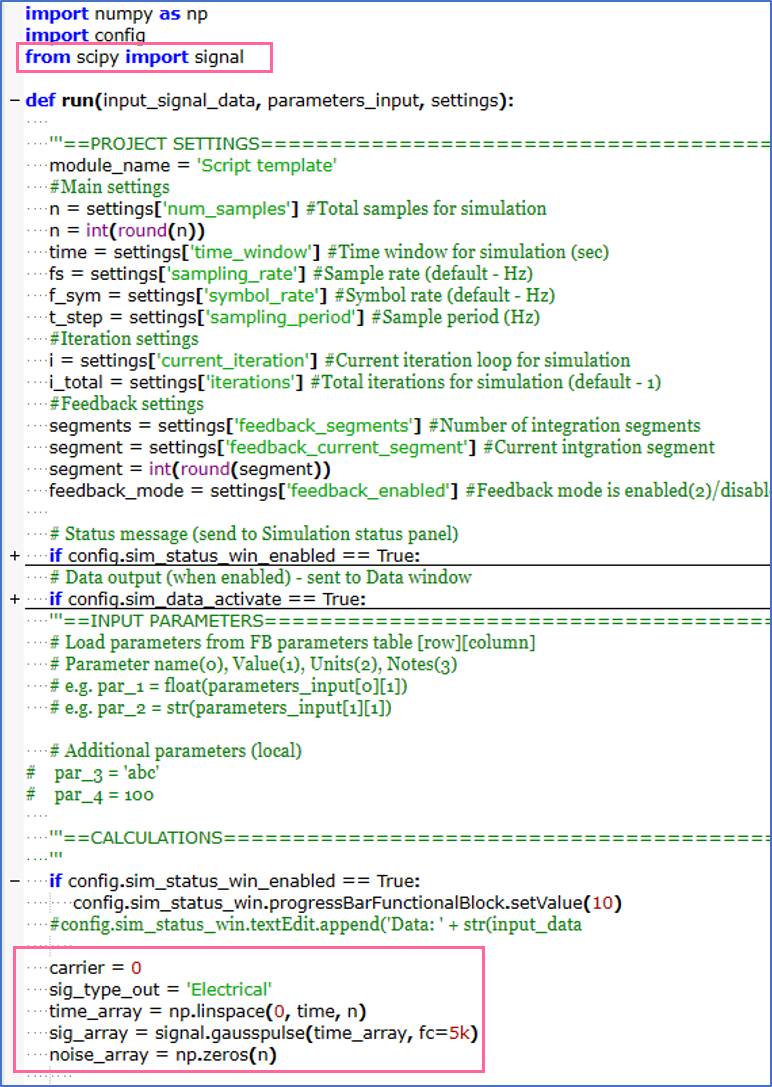 import numpy as np
import config
from scipy import signal
def run(input_signal_data, parameters_input, settings):
'''==PROJECT SETTINGS=====================================
module_name = 'Script template'
#Main settings
n = settings['num_samples'] #Total samples for simulation
n = int(round(n))
time = settings['time_window'] #Time window for simulation (sec)
fs = settings['sampling_rate'] #Sample rate (default - Hz)
f_sym = settings['symbol_rate'] #Symbol rate (default - Hz)
t_step = settings['sampling_period'] #Sample period (Hz)
#Iteration settings
i = settings['current_iteration'] #Current iteration loop for simulation
i_total = settings['iterations'] #Total iterations for simulation (default - 1)
#Feedback settings
segments = settings['feedback_segments'] #Number of integration segments
segment = settings['feedback_current_segment'] #Current intgration segment
segment = int(round(segment))
feedback_mode = settings['feedback_enabled'] #Feedback mode is enabled(2)/disabl
# Status message (send to Simulation status panel)
if config.sim_status_win_enabled == True:
# Data output (when enabled) - sent to Data window
if config.sim_data_activate == True:
'''==INPUT PARAMETERS=====================================
# Load parameters from FB parameters table [row][column]
# Parameter name(0), Value(1), Units(2), Notes(3)
# e.g. par_1 = float(parameters_input[0][1])
# e.g. par_2 = str(parameters_input[1][1])
# Additional parameters (local)
# par_3 = 'abc'
# par_4 = 100
'''==CALCULATIONS========================================
'''
if config.sim_status_win_enabled == True:
config.sim_status_win.progressBarFunctionalBlock.setValue(10)
#config.sim_status_win.textEdit.append('Data: ' + str(input_data
carrier = 0
sig_type_out = 'Electrical'
time_array = np.linspace(0, time, n)
sig_array = signal.gausspulse(time_array, fc=5k)
noise_array = np.zeros(n)